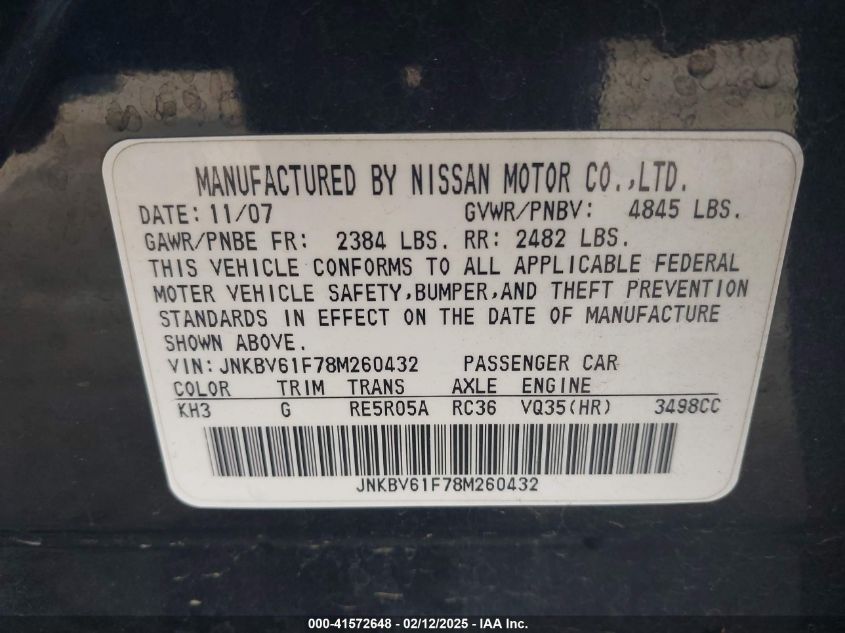 MANUFACTURED BY NISSAN MOTOR CO.,LTD.
DATE: 11/07 GVWR/PNBV: 4845 LBS.
GAWR/PNBE FR: 2384 LBS. RR: 2482 LBS.
THIS VEHICLE CONFORMS TO ALL APPLICABLE FEDERAL
MOTER VEHICLE SAFETY,BUMPER,AND THEFT PREVENTION
STANDARDS IN EFFECT ON THE DATE OF MANUFACTURE
SHOWN ABOVE.
VIN: JNKBV61F78M260432 PASSENGER CAR
COLOR TRIM TRANS AXLE ENGINE
KH3 G RE5R05A RC36 VQ35(HR) 3498CC
JNKBV61F78M260432
000-41572648 - 02/12/2025 - IAA Inc.